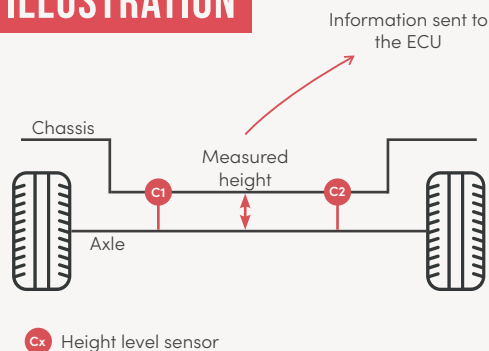 ILLUSTRATION
Information sent to
the ECU
Chassis
Measured
height
C1
C2
Axle
Cx Height level sensor